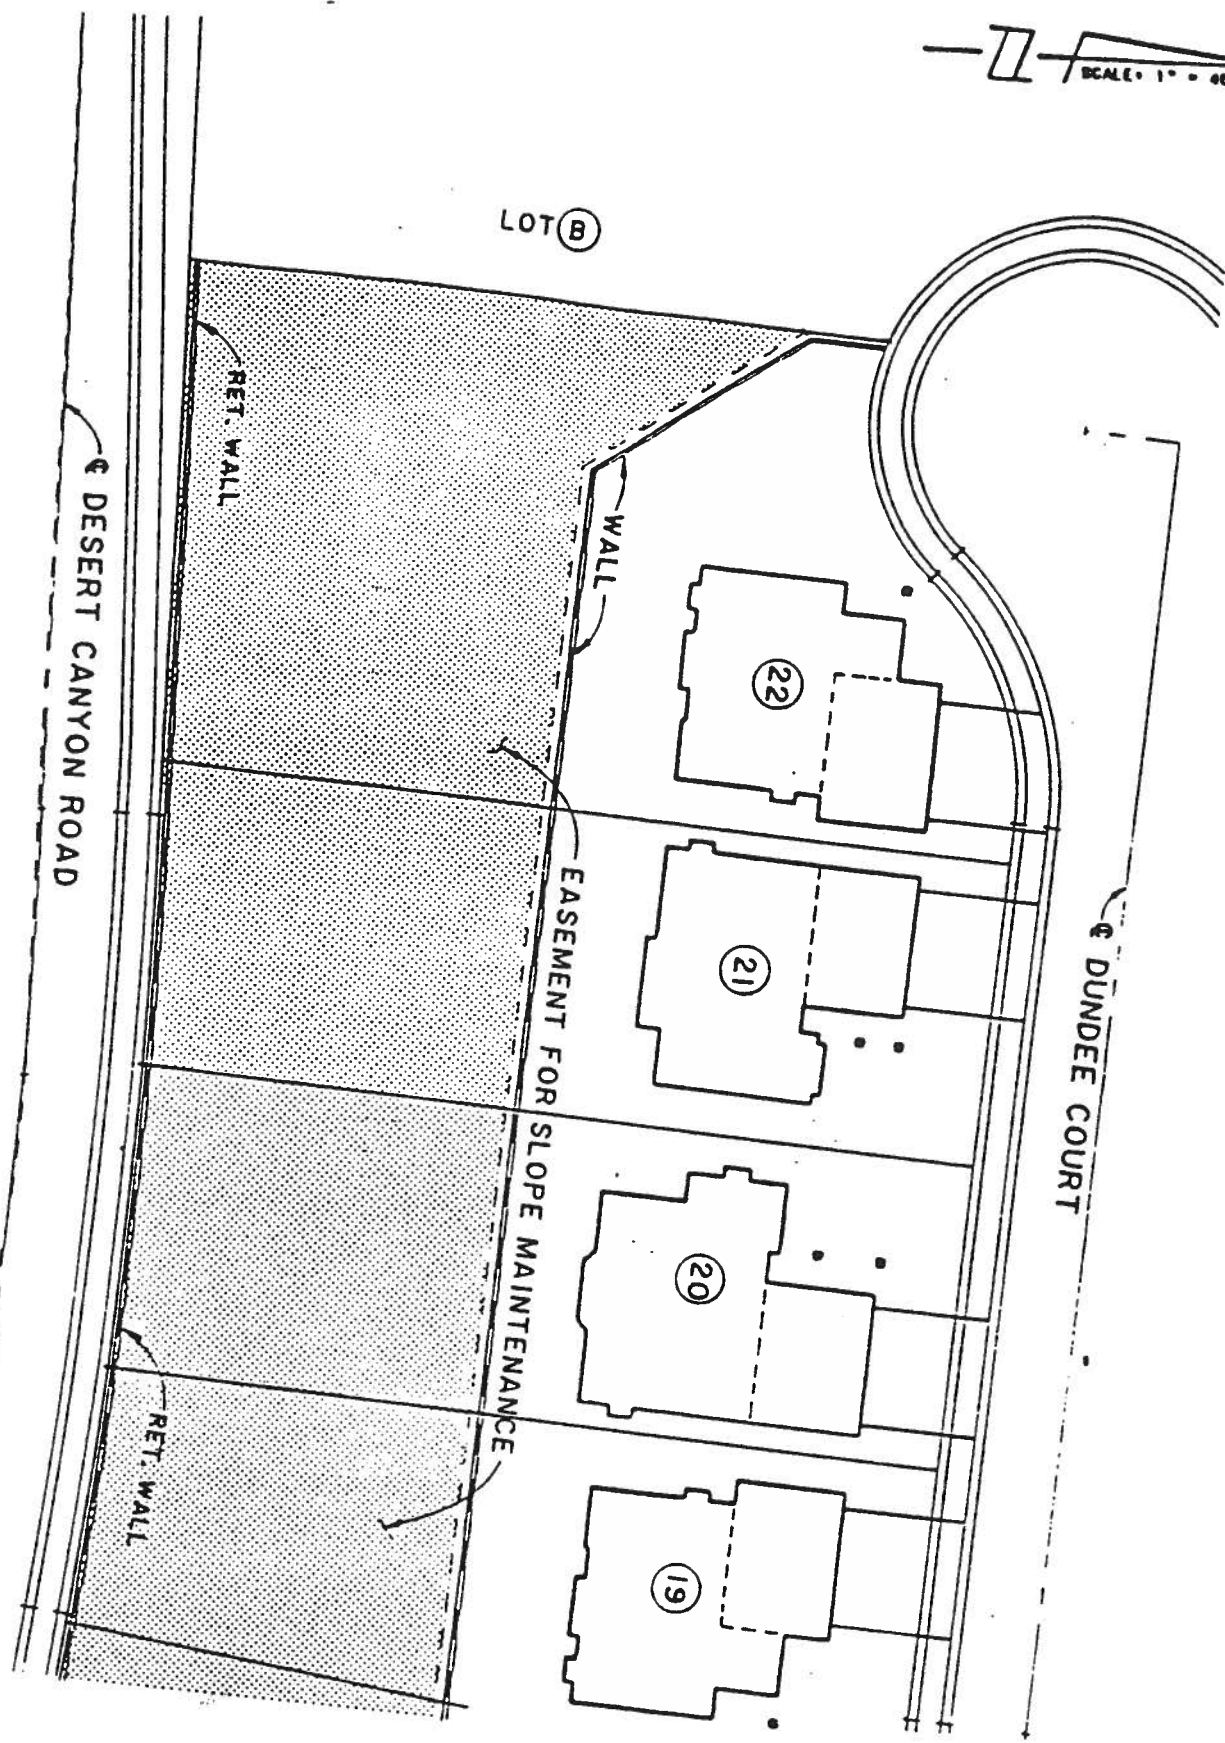 SCALE: 1" =
LOT B
RET. WALL
℄ DESERT CANYON ROAD
WALL
22
EASEMENT FOR SLOPE MAINTENANCE
21
℄ DUNDEE COURT
20
RET. WALL
19